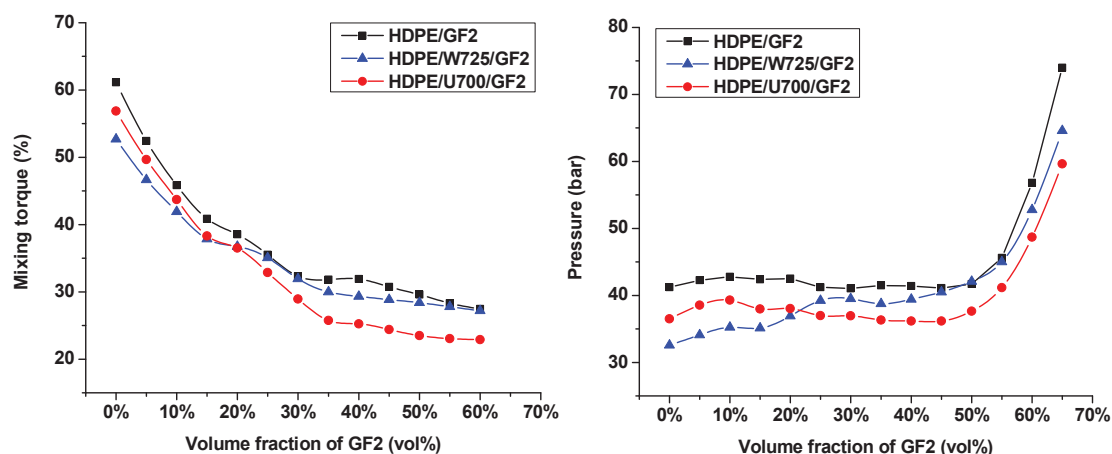 70
60
50
40
30
20
Mixing torque (%)
HDPE/GF2
HDPE/W725/GF2
HDPE/U700/GF2
0% 10% 20% 30% 40% 50% 60% 70%
Volume fraction of GF2 (vol%)
80
70
60
50
40
30
Pressure (bar)
HDPE/GF2
HDPE/W725/GF2
HDPE/U700/GF2
0% 10% 20% 30% 40% 50% 60% 70%
Volume fraction of GF2 (vol%)